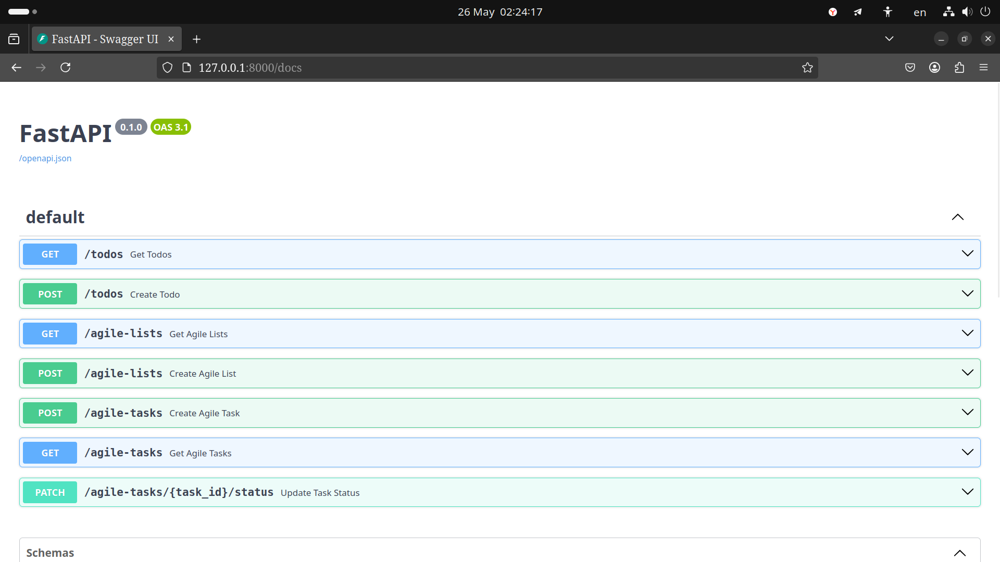 26 May 02:24:17
en
FastAPI - Swagger UI
127.0.0.1:8000/docs
FastAPI 0.1.0 OAS 3.1
/openapi.json
default
GET /todos Get Todos
POST /todos Create Todo
GET /agile-lists Get Agile Lists
POST /agile-lists Create Agile List
POST /agile-tasks Create Agile Task
GET /agile-tasks Get Agile Tasks
PATCH /agile-tasks/{task_id}/status Update Task Status
Schemas